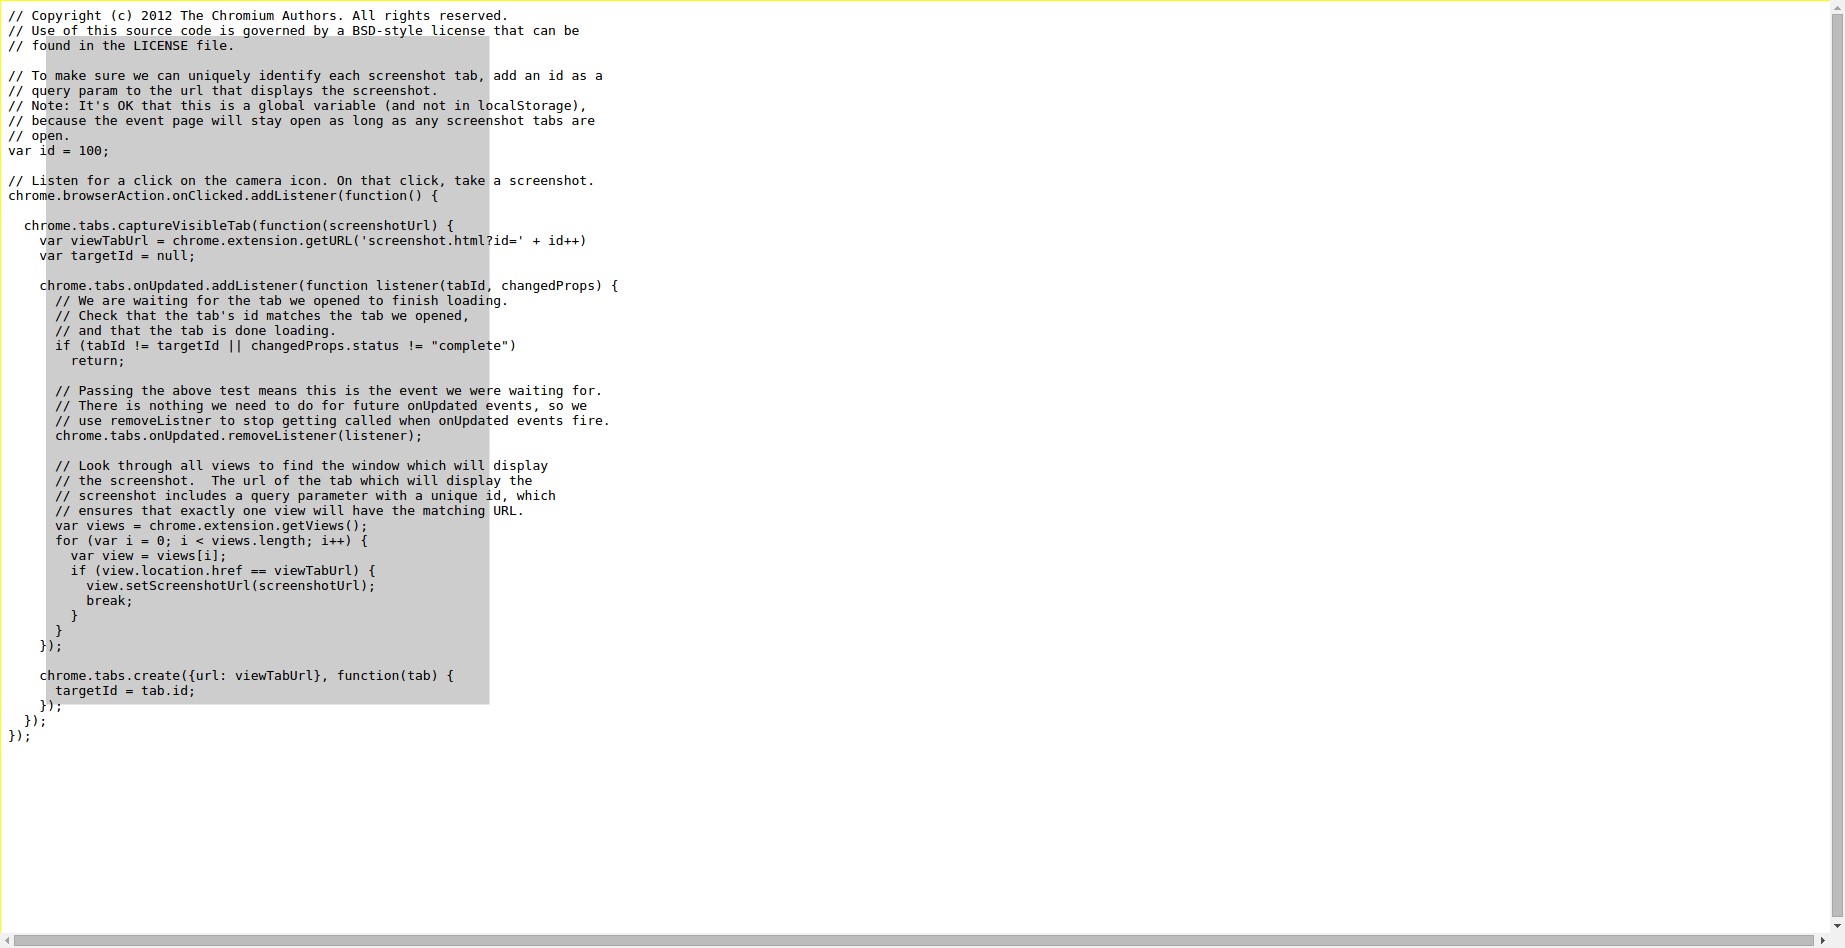 // Copyright (c) 2012 The Chromium Authors. All rights reserved.
// Use of this source code is governed by a BSD-style license that can be
// found in the LICENSE file.

// To make sure we can uniquely identify each screenshot tab, add an id as a
// query param to the url that displays the screenshot.
// Note: It's OK that this is a global variable (and not in localStorage),
// because the event page will stay open as long as any screenshot tabs are
// open.
var id = 100;

// Listen for a click on the camera icon. On that click, take a screenshot.
chrome.browserAction.onClicked.addListener(function() {

  chrome.tabs.captureVisibleTab(function(screenshotUrl) {
    var viewTabUrl = chrome.extension.getURL('screenshot.html?id=' + id++)
    var targetId = null;

    chrome.tabs.onUpdated.addListener(function listener(tabId, changedProps) {
      // We are waiting for the tab we opened to finish loading.
      // Check that the tab's id matches the tab we opened,
      // and that the tab is done loading.
      if (tabId != targetId || changedProps.status != "complete")
        return;

      // Passing the above test means this is the event we were waiting for.
      // There is nothing we need to do for future onUpdated events, so we
      // use removeListner to stop getting called when onUpdated events fire.
      chrome.tabs.onUpdated.removeListener(listener);

      // Look through all views to find the window which will display
      // the screenshot.  The url of the tab which will display the
      // screenshot includes a query parameter with a unique id, which
      // ensures that exactly one view will have the matching URL.
      var views = chrome.extension.getViews();
      for (var i = 0; i < views.length; i++) {
        var view = views[i];
        if (view.location.href == viewTabUrl) {
          view.setScreenshotUrl(screenshotUrl);
          break;
        }
      }
    });

    chrome.tabs.create({url: viewTabUrl}, function(tab) {
      targetId = tab.id;
    });
  });
});